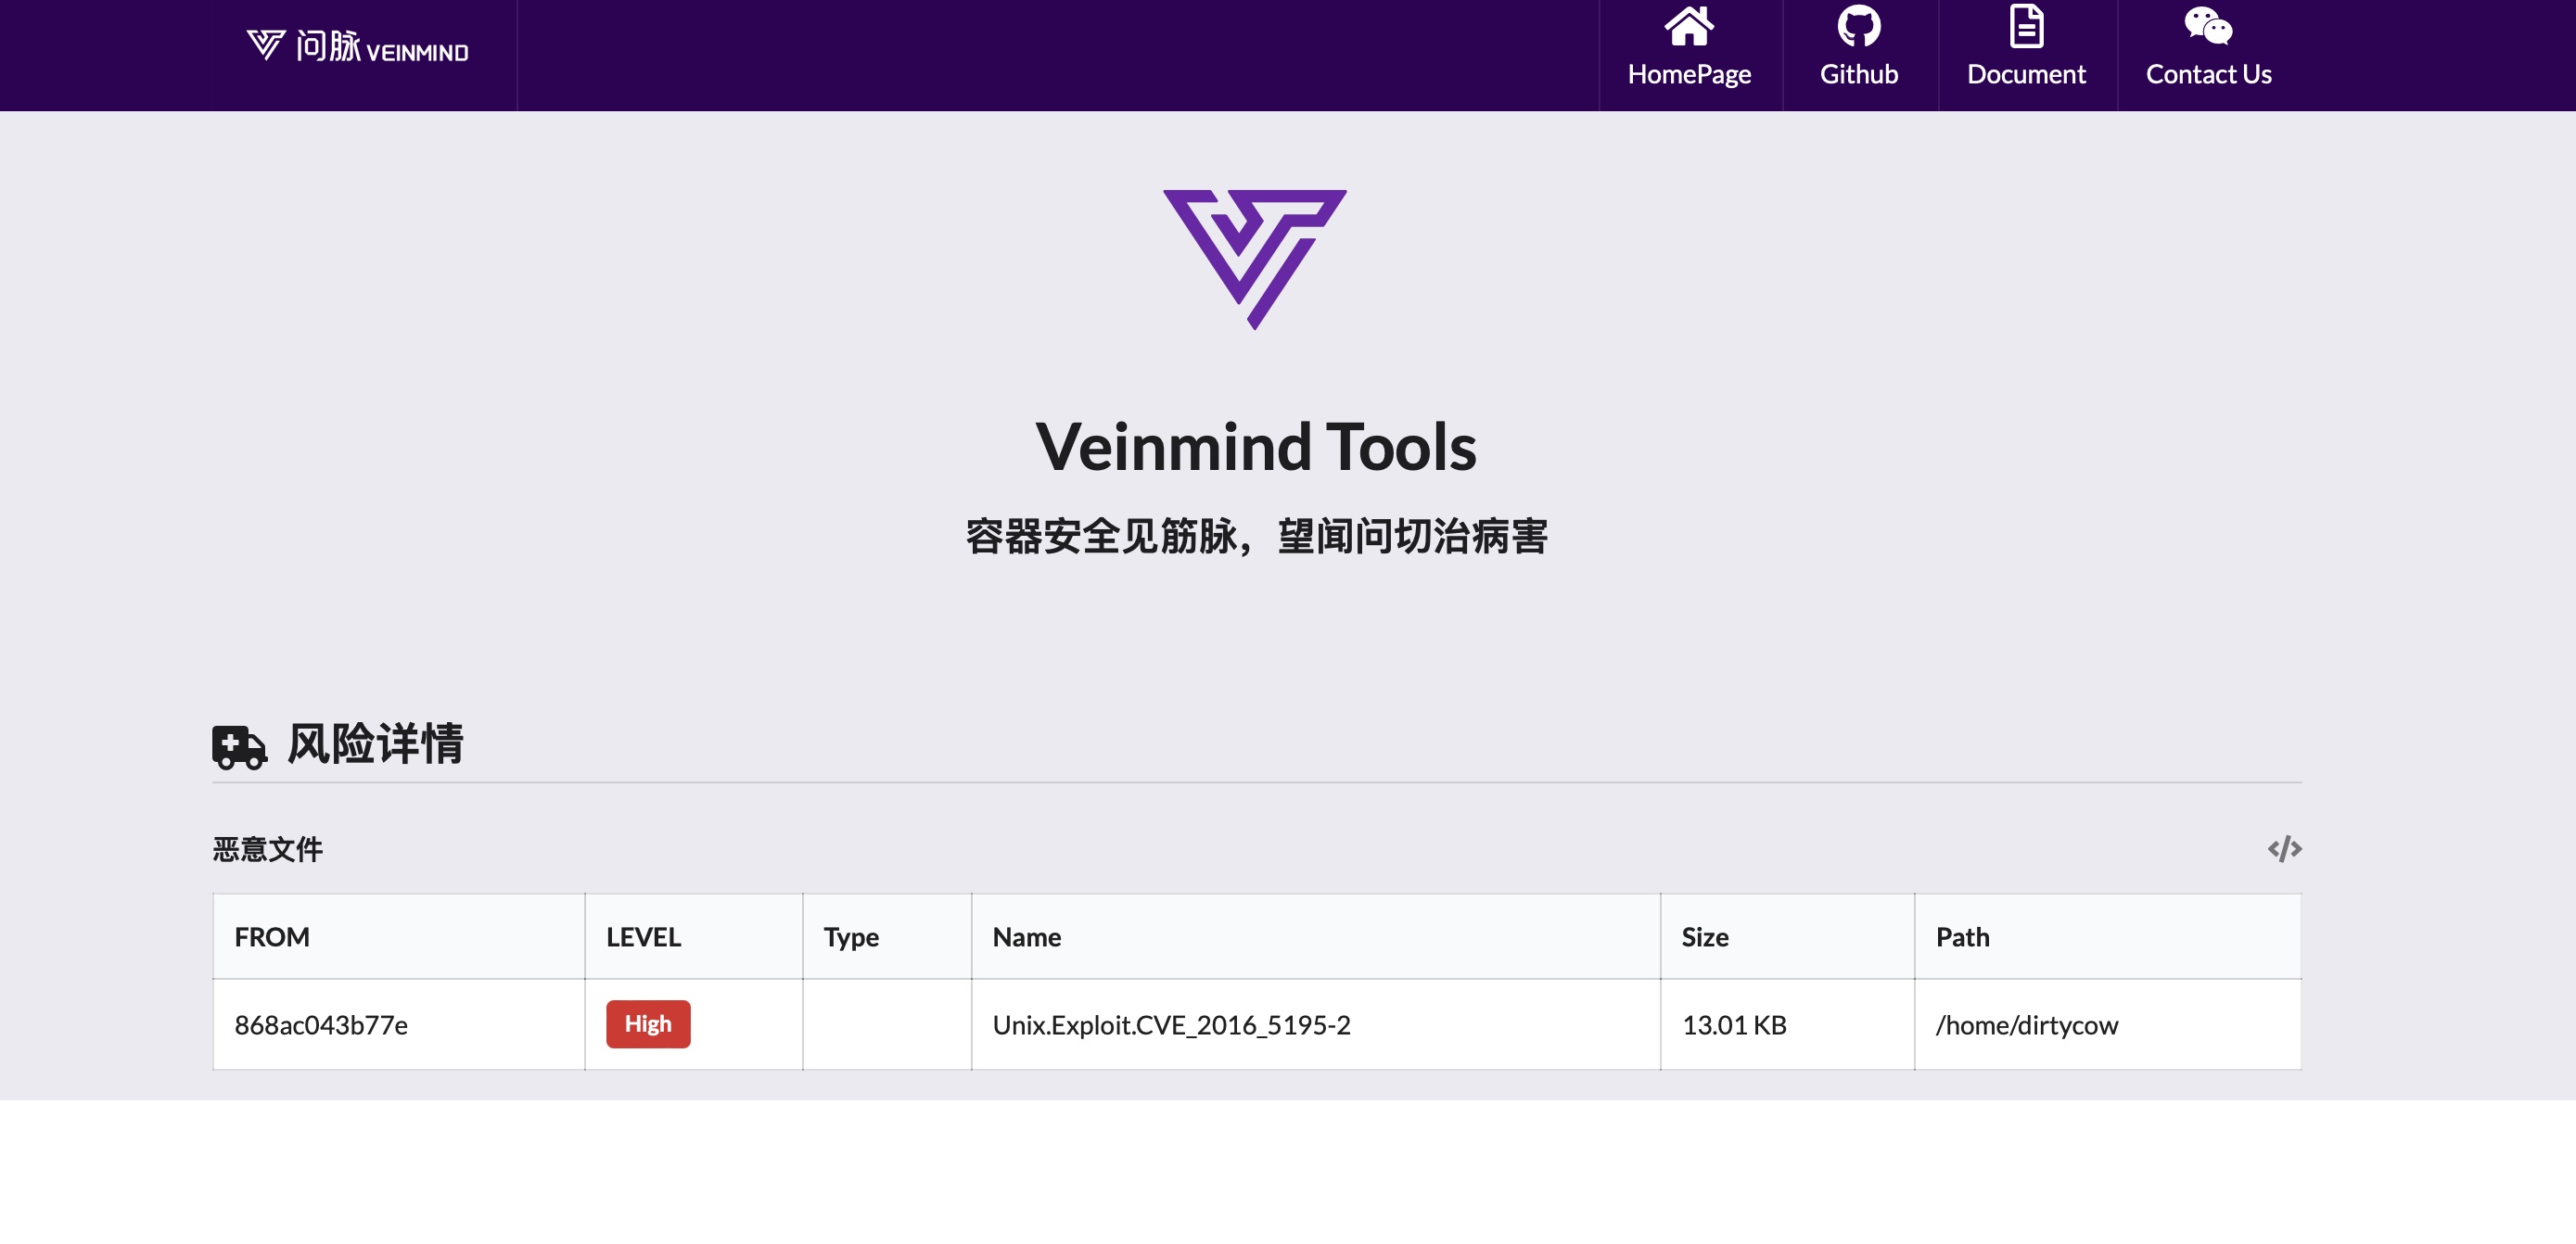 问脉 VEINMIND
HomePage
Github
Document
Contact Us
Veinmind Tools
容器安全见筋脉，望闻问切治病害
风险详情
恶意文件
FROM LEVEL Type Name Size Path
868ac043b77e High Unix.Exploit.CVE_2016_5195-2 13.01 KB /home/dirtycow